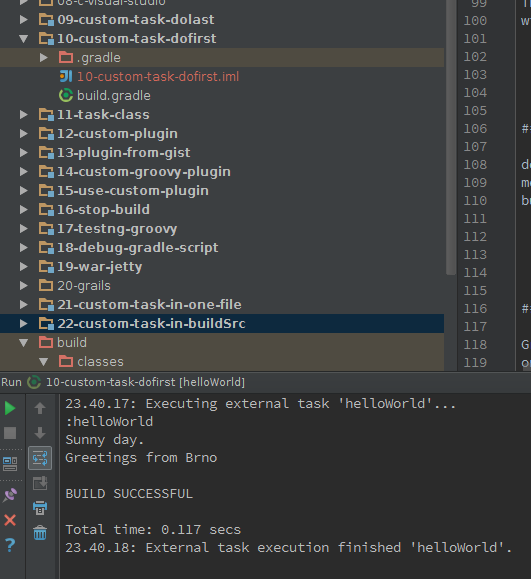 08-c-visual-studio
09-custom-task-dolast
10-custom-task-dofirst
.gradle
10-custom-task-dofirst.iml
build.gradle
11-task-class
12-custom-plugin
13-plugin-from-gist
14-custom-groovy-plugin
15-use-custom-plugin
16-stop-build
17-testng-groovy
18-debug-gradle-script
19-war-jetty
20-grails
21-custom-task-in-one-file
22-custom-task-in-buildSrc
build
classes
99
100
101
102
103
104
105
106 #
107
108 d
109 m
110 b
111
112
113
114
115
116 #
117
118 G
119
Run 10-custom-task-dofirst [helloWorld]
23.40.17: Executing external task 'helloWorld'...
:helloWorld
Sunny day.
Greetings from Brno
BUILD SUCCESSFUL
Total time: 0.117 secs
23.40.18: External task execution finished 'helloWorld'.